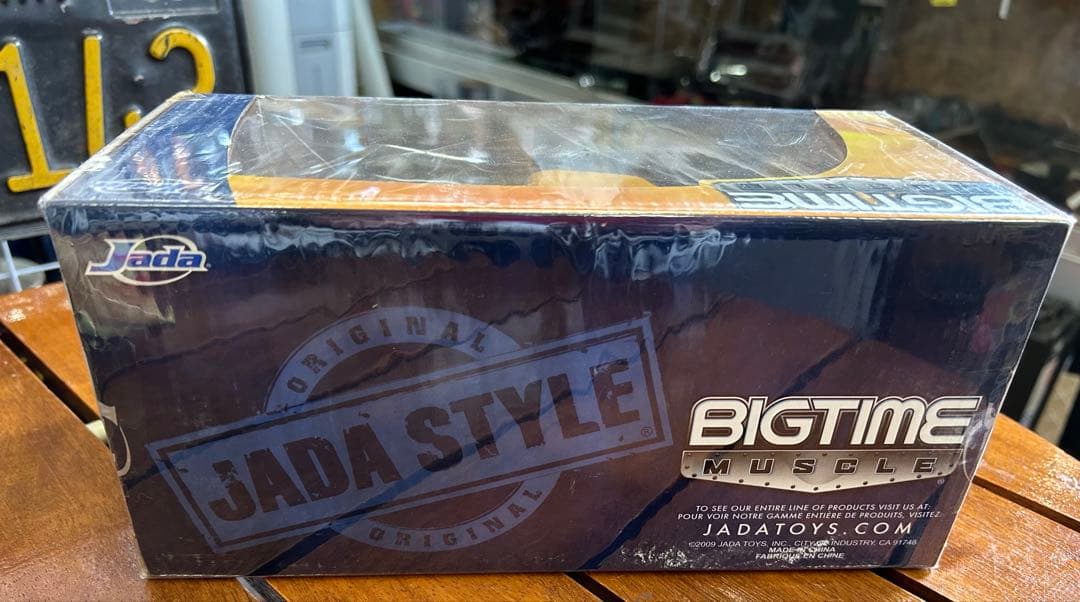 Jada
BIGTIME
ORIGINAL
JADA STYLE®
ORIGINAL
BIGTIME
MUSCLE®
TO SEE OUR ENTIRE LINE OF PRODUCTS VISIT US AT:
POUR VOIR NOTRE GAMME ENTIÈRE DE PRODUITS, VISITEZ:
JADATOYS.COM
©2009 JADA TOYS, INC., CITY OF INDUSTRY, CA 91748
MADE IN CHINA
FABRIQUÉ EN CHINE